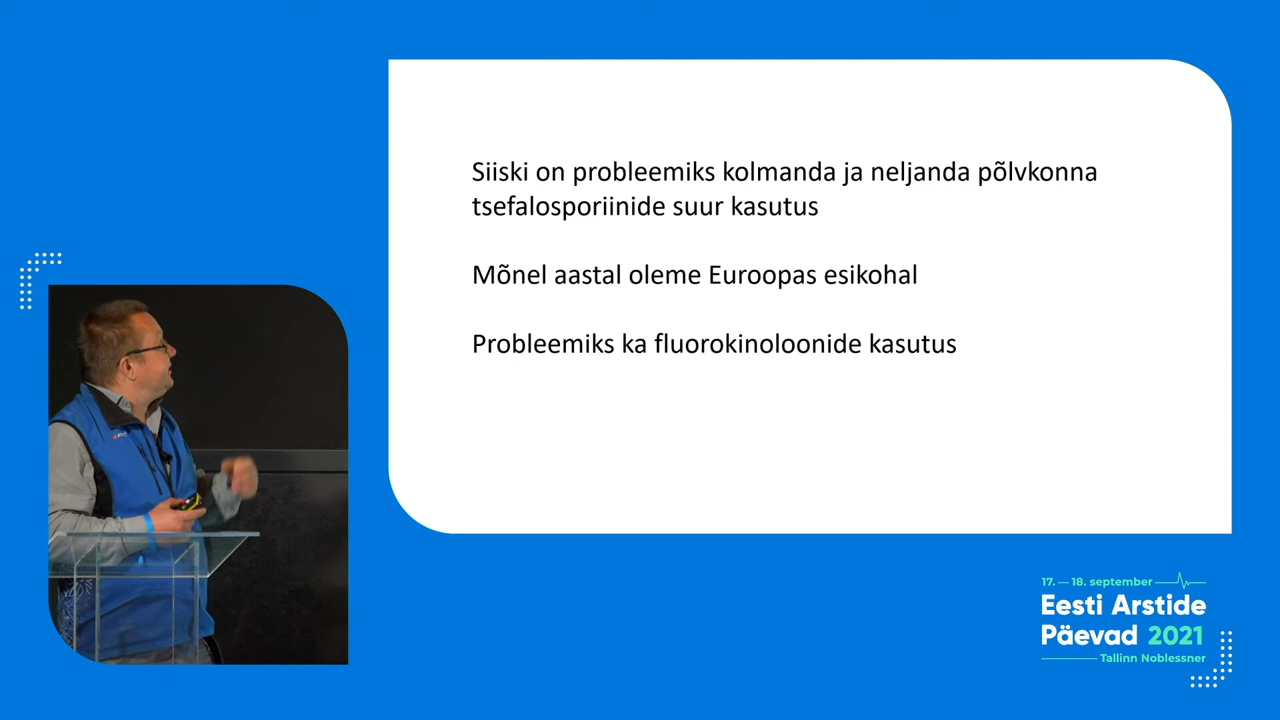 Siiski on probleemiks kolmanda ja neljanda põlvkonna
tsefalosporiinide suur kasutus
Mõnel aastal oleme Euroopas esikohal
Probleemiks ka fluorokinoloonide kasutus
17. — 18. september
Eesti Arstide
Päevad 2021
Tallinn Noblessner